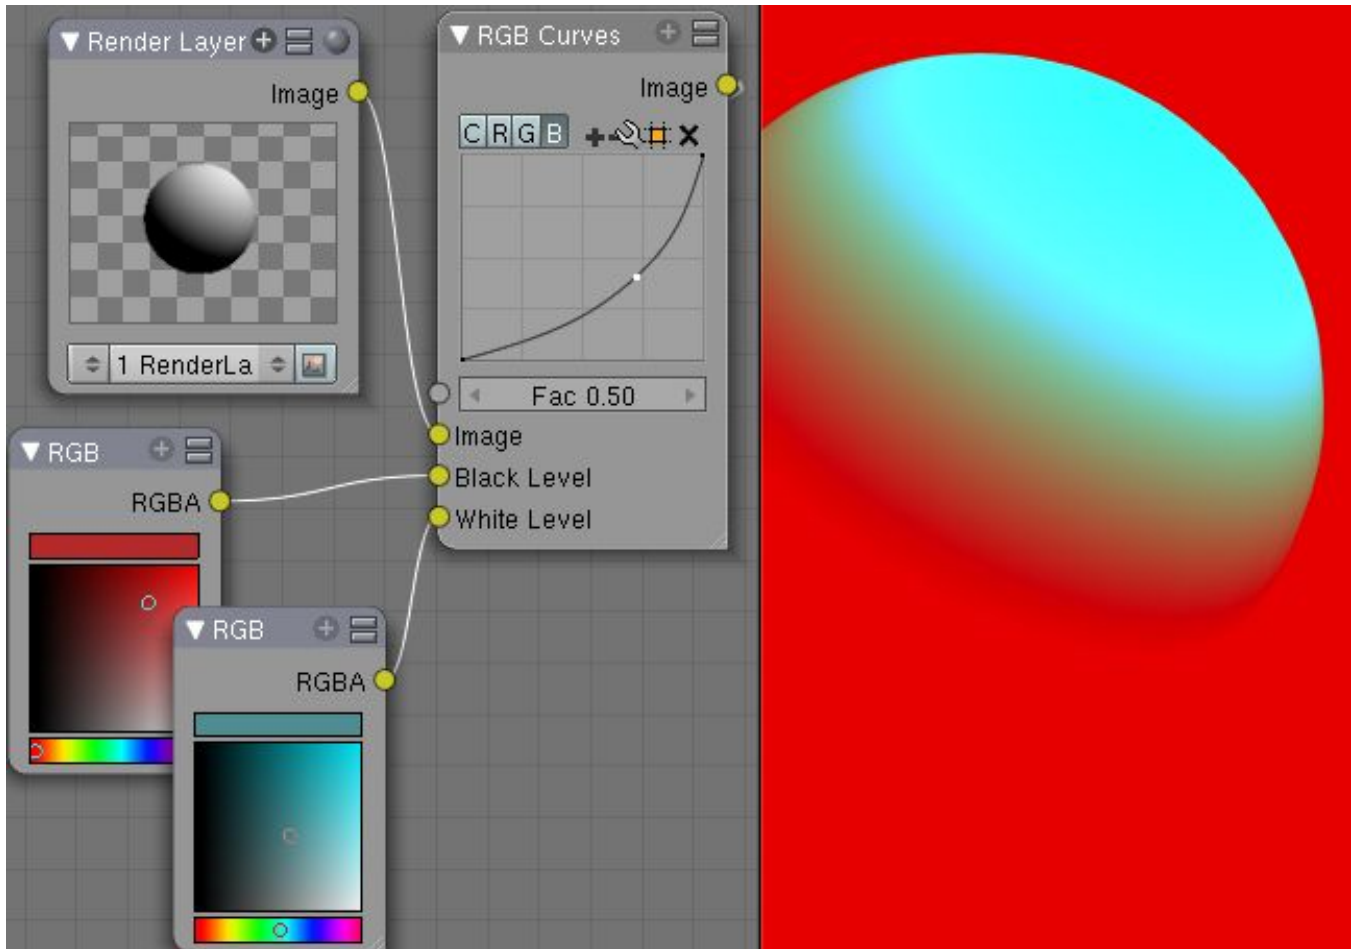 Render Layer
Image
1 RenderLa
RGB Curves
Image
C R G B
Fac 0.50
Image
Black Level
White Level
RGB
RGBA
RGB
RGBA